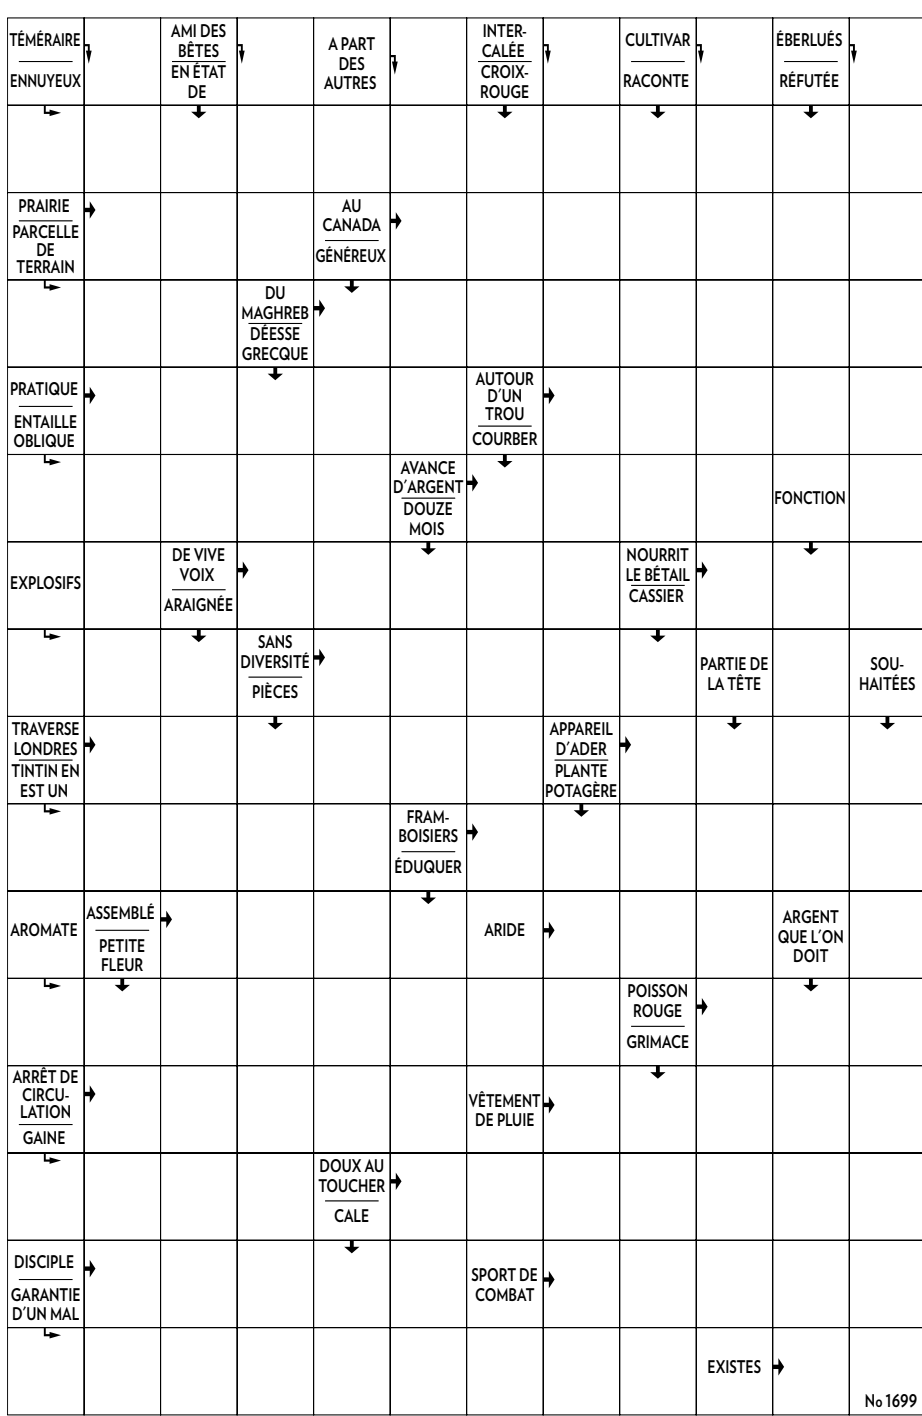 TÉMÉRAIRE
ENNUYEUX
AMI DES
BÊTES
EN ÉTAT
DE
A PART
DES
AUTRES
INTER-
CALÉE
CROIX-
ROUGE
CULTIVAR
RACONTE
ÉBERLUÉS
RÉFUTÉE
PRAIRIE
PARCELLE
DE
TERRAIN
AU
CANADA
GÉNÉREUX
DU
MAGHREB
DÉESSE
GRECQUE
PRATIQUE
ENTAILLE
OBLIQUE
AUTOUR
D'UN
TROU
COURBER
AVANCE
D'ARGENT
DOUZE
MOIS
FONCTION
EXPLOSIFS
DE VIVE
VOIX
ARAIGNÉE
NOURRIT
LE BÉTAIL
CASSIER
SANS
DIVERSITÉ
PIÈCES
PARTIE DE
LA TÊTE
SOU-
HAITÉES
TRAVERSE
LONDRES
TINTIN EN
EST UN
APPAREIL
D'ADER
PLANTE
POTAGÈRE
FRAM-
BOISIERS
ÉDUQUER
AROMATE
ASSEMBLÉ
PETITE
FLEUR
ARIDE
ARGENT
QUE L'ON
DOIT
POISSON
ROUGE
GRIMACE
ARRÊT DE
CIRCU-
LATION
GAINE
VÊTEMENT
DE PLUIE
DOUX AU
TOUCHER
CALE
DISCIPLE
GARANTIE
D'UN MAL
SPORT DE
COMBAT
EXISTES
No 1699